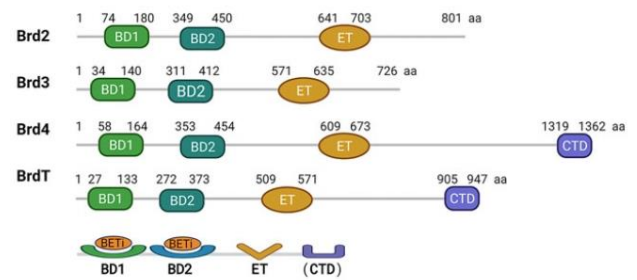 1 74 180 349 450 641 703 801 aa
Brd2 BD1 BD2 ET
1 34 140 311 412 571 635 726 aa
Brd3 BD1 BD2 ET
1 58 164 353 454 609 673 1319 1362 aa
Brd4 BD1 BD2 ET CTD
1 27 133 272 373 509 571 905 947 aa
BrdT BD1 BD2 ET CTD
BETi BETi
BD1 BD2 ET (CTD)